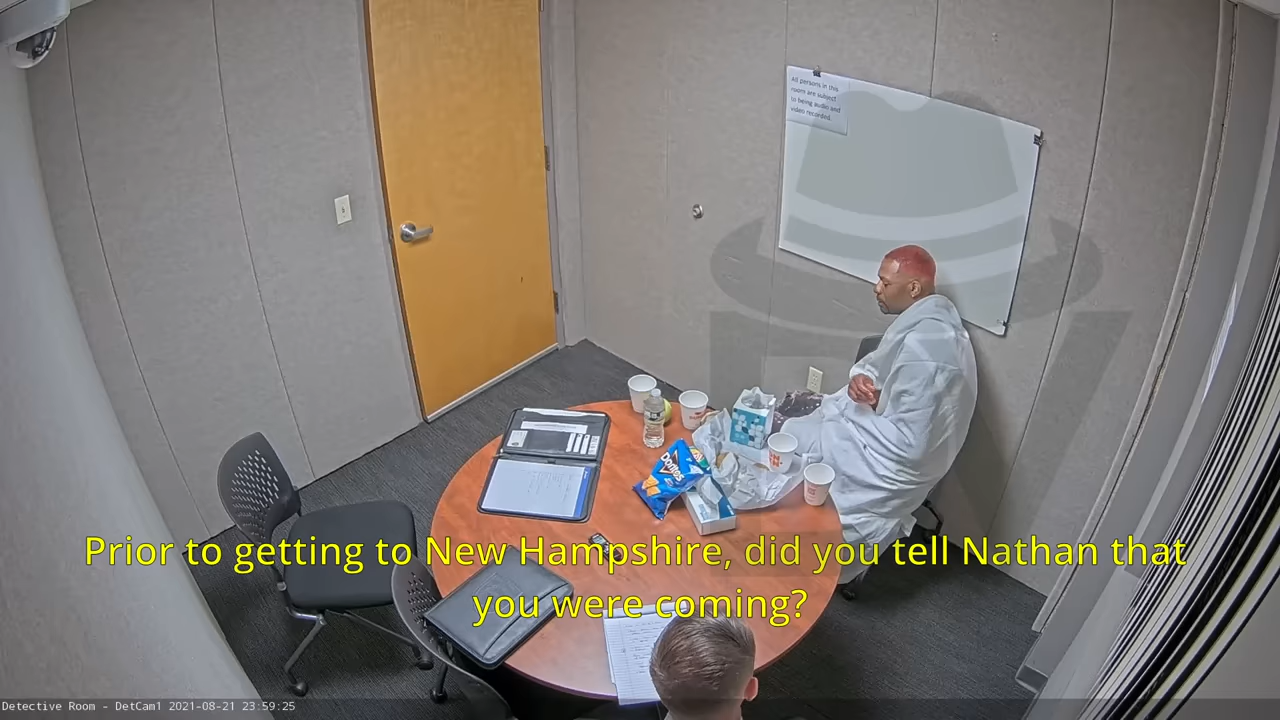 All persons in this
room are subject
to being audio and
video recorded.
Doritos
Prior to getting to New Hampshire, did you tell Nathan that
you were coming?
Detective Room - DetCam1 2021-08-21 23:59:25